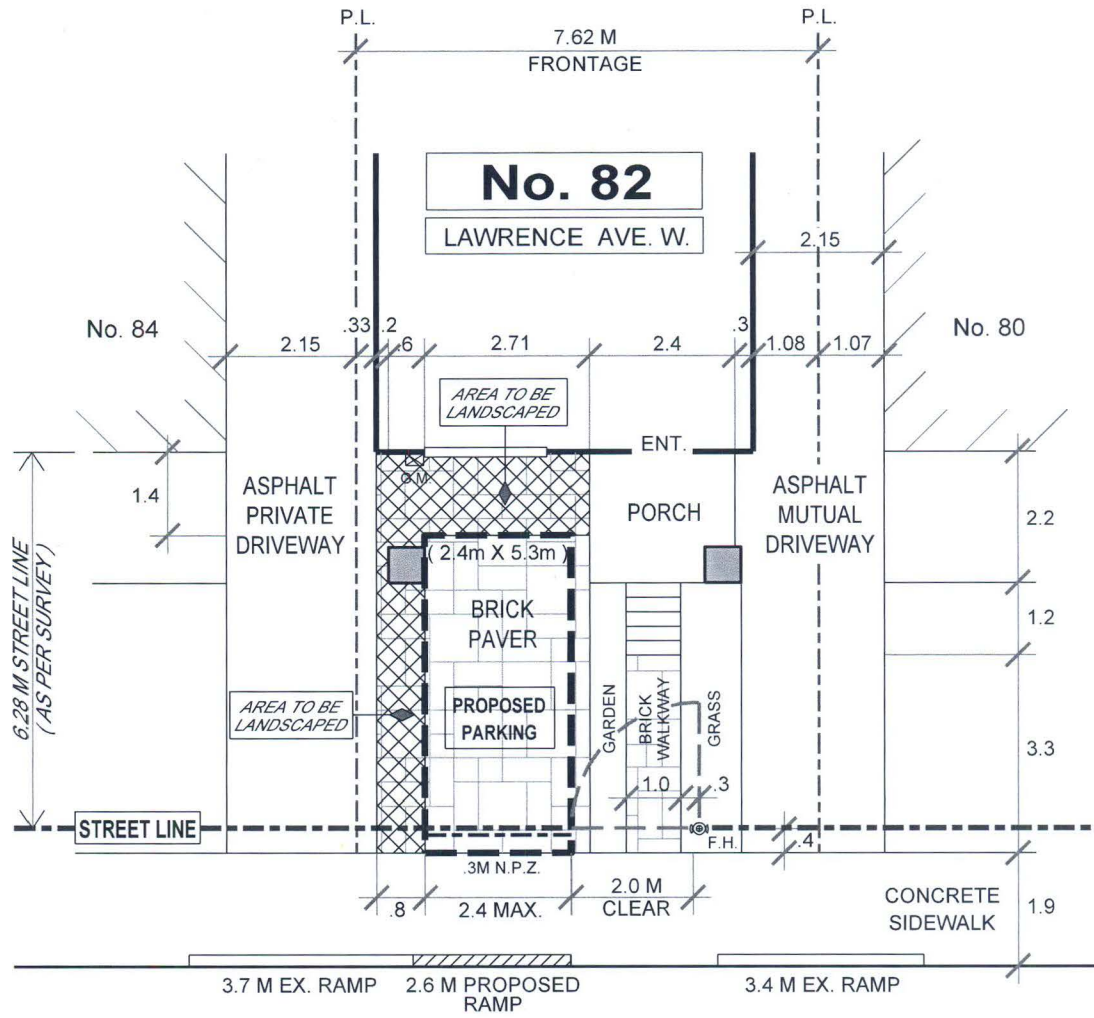 P.L.
P.L.
7.62 M
FRONTAGE
No. 82
LAWRENCE AVE. W.
2.15
No. 84
No. 80
.33
.2
.3
2.15
.6
2.71
2.4
1.08
1.07
AREA TO BE
LANDSCAPED
ENT.
G.M.
1.4
ASPHALT
PRIVATE
DRIVEWAY
PORCH
ASPHALT
MUTUAL
DRIVEWAY
2.2
( 2.4m X 5.3m )
6.28 M STREET LINE
(AS PER SURVEY)
BRICK
PAVER
1.2
AREA TO BE
LANDSCAPED
PROPOSED
PARKING
GARDEN
BRICK
WALKWAY
GRASS
3.3
1.0
.3
STREET LINE
F.H.
.4
.3M N.P.Z.
.8
2.4 MAX.
2.0 M
CLEAR
CONCRETE
SIDEWALK
1.9
3.7 M EX. RAMP
2.6 M PROPOSED
RAMP
3.4 M EX. RAMP